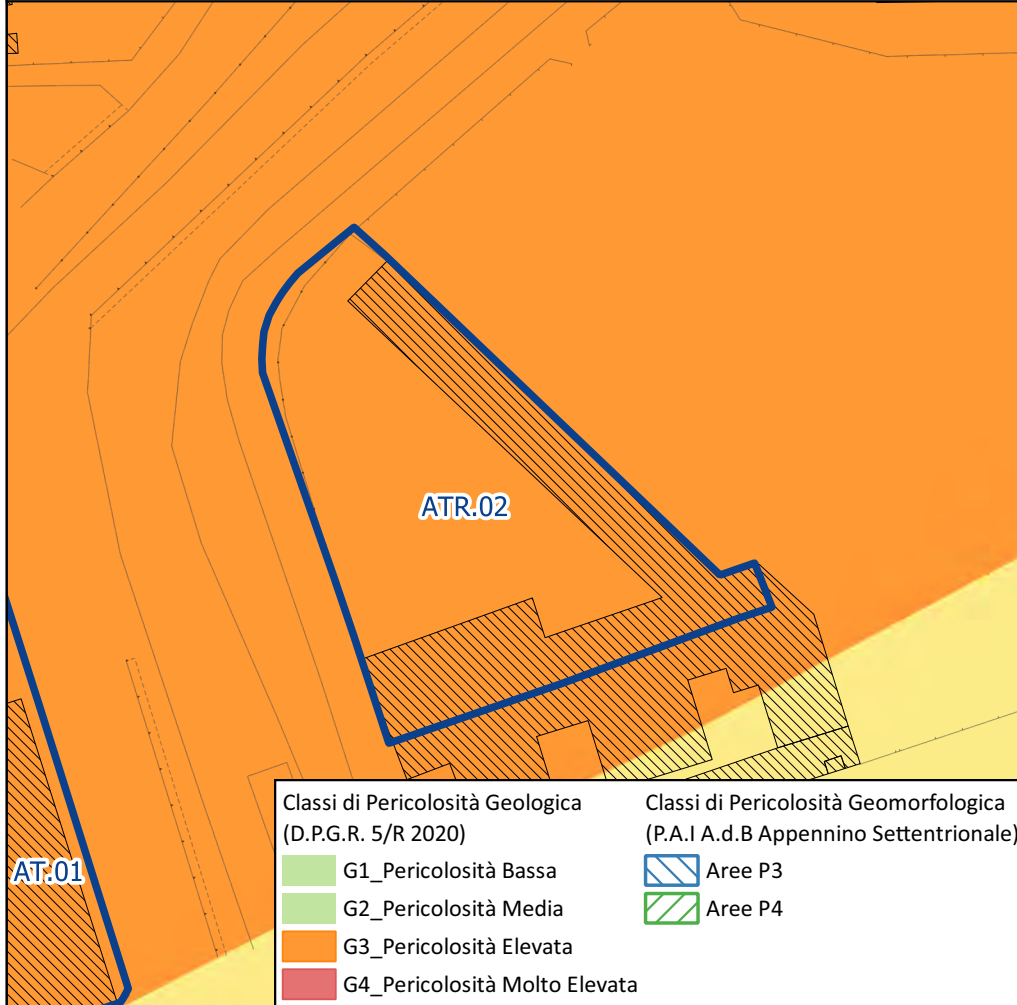 ATR.02
AT.01
Classi di Pericolosità Geologica
(D.P.G.R. 5/R 2020)
G1_Pericolosità Bassa
G2_Pericolosità Media
G3_Pericolosità Elevata
G4_Pericolosità Molto Elevata
Classi di Pericolosità Geomorfologica
(P.A.I A.d.B Appennino Settentrionale)
Aree P3
Aree P4